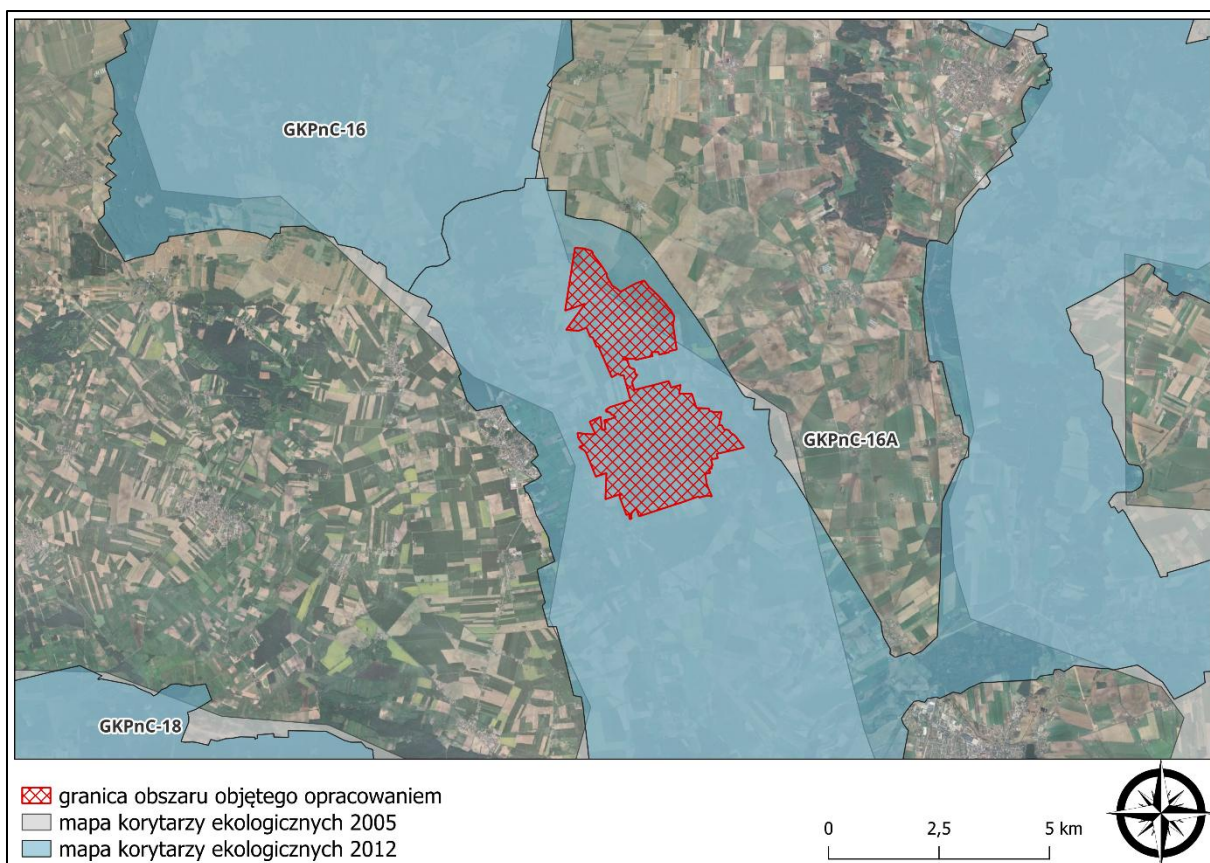 GKPnC-16
GKPnC-16A
GKPnC-18
granica obszaru objętego opracowaniem
mapa korytarzy ekologicznych 2005
mapa korytarzy ekologicznych 2012
0 2,5 5 km